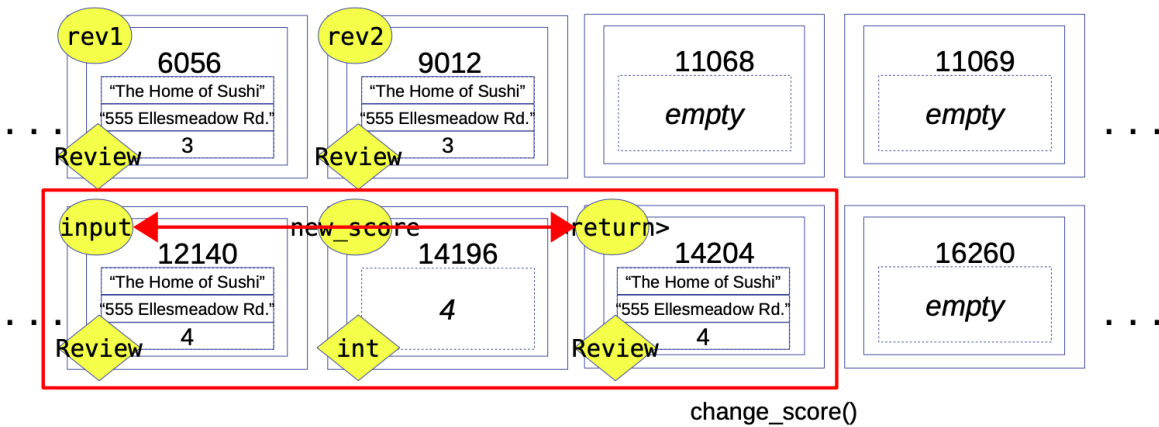 rev1
rev2
6056
9012
11068
11069
“The Home of Sushi”
“The Home of Sushi”
“555 Ellesmeadow Rd.”
“555 Ellesmeadow Rd.”
empty
empty
...
...
3
3
Review
Review
input
new_score
return>
12140
14196
14204
16260
“The Home of Sushi”
“The Home of Sushi”
“555 Ellesmeadow Rd.”
4
“555 Ellesmeadow Rd.”
empty
...
...
4
4
Review
int
Review
change_score()